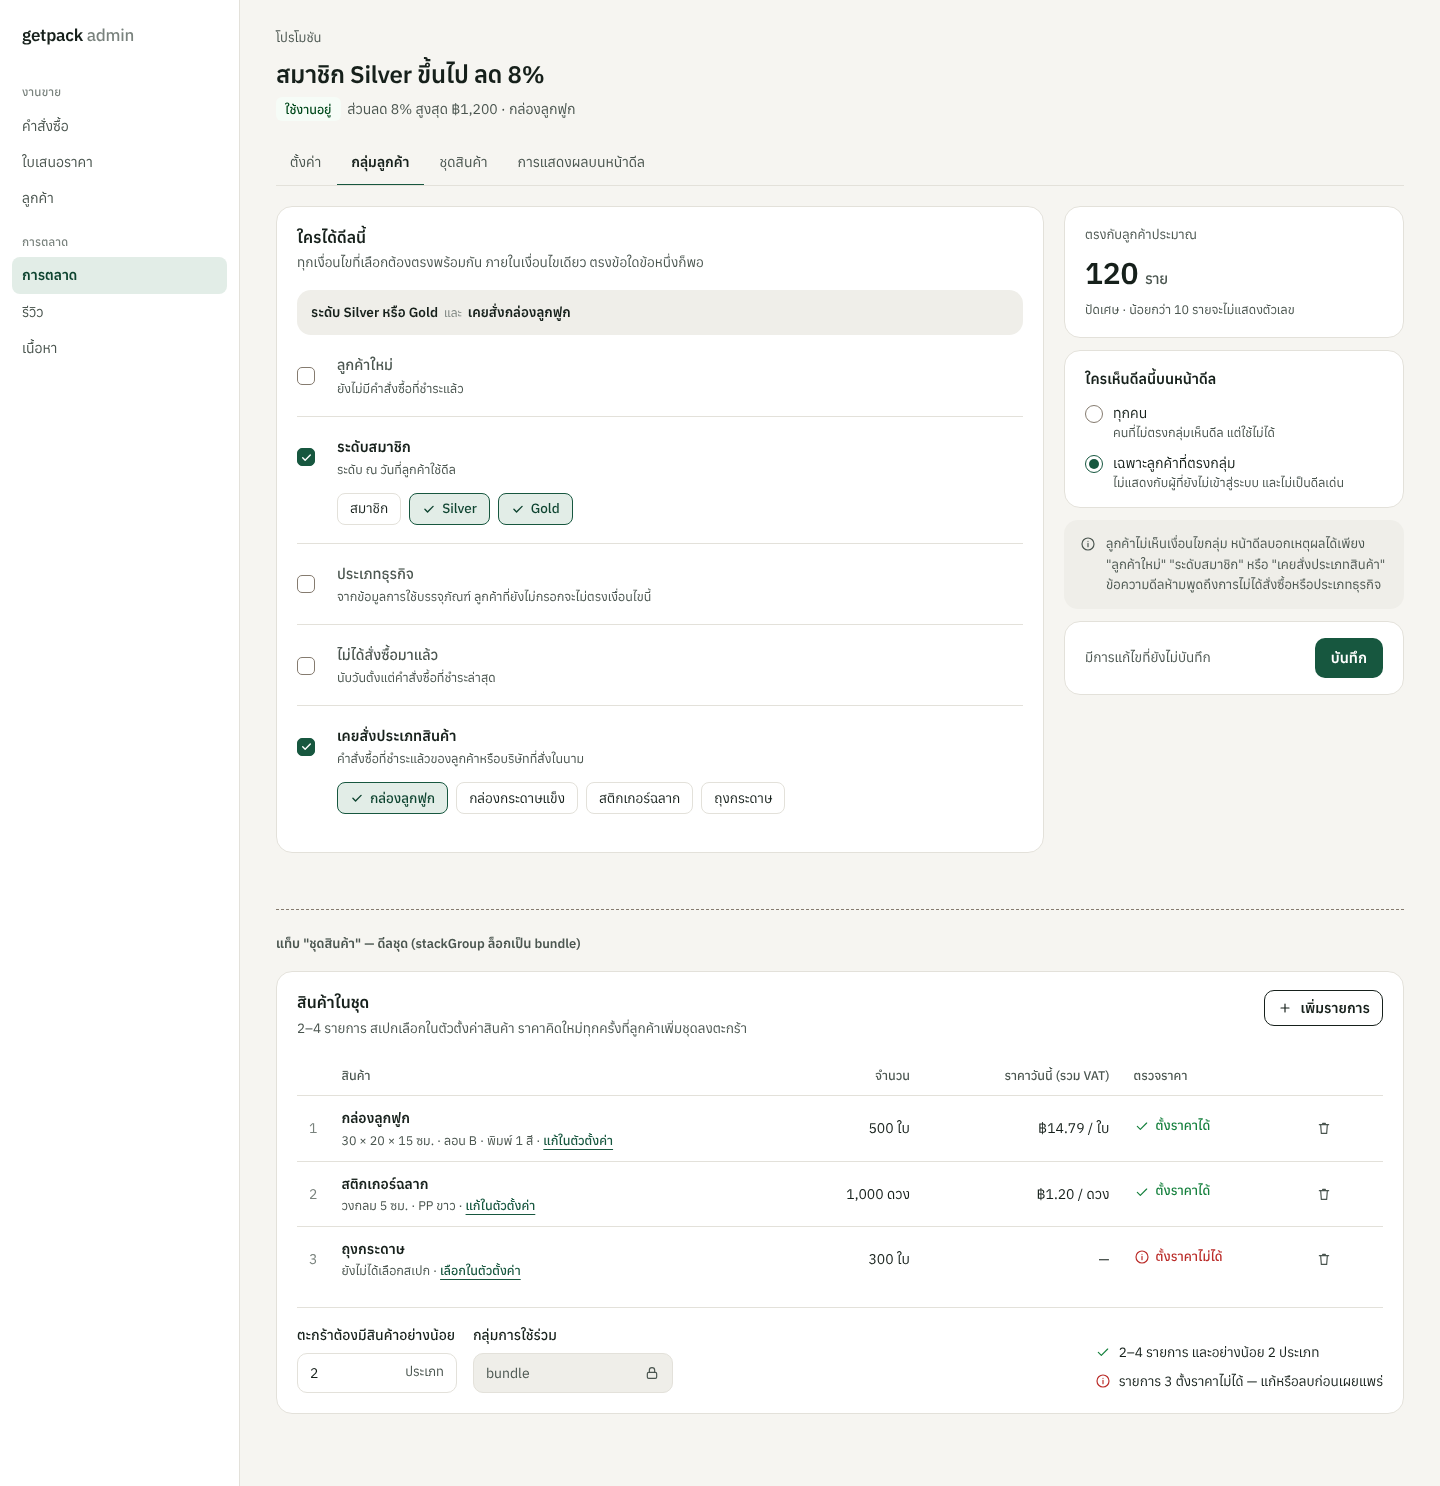 getpack admin
งานขาย
คำสั่งซื้อ
ใบเสนอราคา
ลูกค้า
การตลาด
การตลาด
รีวิว
เนื้อหา
โปรโมชัน
สมาชิก Silver ขึ้นไป ลด 8%
ใช้งานอยู่ ส่วนลด 8% สูงสุด ฿1,200 · กล่องลูกฟูก
ตั้งค่า กลุ่มลูกค้า ชุดสินค้า การแสดงผลบนหน้าดีล
ใครได้ดีลนี้
ทุกเงื่อนไขที่เลือกต้องตรงพร้อมกัน ภายในเงื่อนไขเดียว ตรงข้อใดข้อหนึ่งก็พอ
ระดับ Silver หรือ Gold และ เคยสั่งกล่องลูกฟูก
ลูกค้าใหม่
ยังไม่มีคำสั่งซื้อที่ชำระแล้ว
ระดับสมาชิก
ระดับ ณ วันที่ลูกค้าใช้ดีล
สมาชิก Silver Gold
ประเภทธุรกิจ
จากข้อมูลการใช้บรรจุภัณฑ์ ลูกค้าที่ยังไม่กรอกจะไม่ตรงเงื่อนไขนี้
ไม่ได้สั่งซื้อมาแล้ว
นับวันตั้งแต่คำสั่งซื้อที่ชำระล่าสุด
เคยสั่งประเภทสินค้า
คำสั่งซื้อที่ชำระแล้วของลูกค้าหรือบริษัทที่สั่งในนาม
กล่องลูกฟูก กล่องกระดาษแข็ง สติกเกอร์ฉลาก ถุงกระดาษ
ตรงกับลูกค้าประมาณ
120 ราย
ปัดเศษ · น้อยกว่า 10 รายจะไม่แสดงตัวเลข
ใครเห็นดีลนี้บนหน้าดีล
ทุกคน
คนที่ไม่ตรงกลุ่มเห็นดีล แต่ใช้ไม่ได้
เฉพาะลูกค้าที่ตรงกลุ่ม
ไม่แสดงกับผู้ที่ยังไม่เข้าสู่ระบบ และไม่เป็นดีลเด่น
ลูกค้าไม่เห็นเงื่อนไขกลุ่ม หน้าดีลบอกเหตุผลได้เพียง
"ลูกค้าใหม่" "ระดับสมาชิก" หรือ "เคยสั่งประเภทสินค้า"
ข้อความดีลห้ามพูดถึงการไม่ได้สั่งซื้อหรือประเภทธุรกิจ
มีการแก้ไขที่ยังไม่บันทึก บันทึก
แท็บ "ชุดสินค้า" — ดีลชุด (stackGroup ล็อกเป็น bundle)
สินค้าในชุด
2–4 รายการ สเปกเลือกในตัวตั้งค่าสินค้า ราคาคิดใหม่ทุกครั้งที่ลูกค้าเพิ่มชุดลงตะกร้า
เพิ่มรายการ
สินค้า จำนวน ราคาวันนี้ (รวม VAT) ตรวจราคา
1 กล่องลูกฟูก 500 ใบ ฿14.79 / ใบ ตั้งราคาได้
30 × 20 × 15 ซม. · ลอน B · พิมพ์ 1 สี · แก้ในตัวตั้งค่า
2 สติกเกอร์ฉลาก 1,000 ดวง ฿1.20 / ดวง ตั้งราคาได้
วงกลม 5 ซม. · PP ขาว · แก้ในตัวตั้งค่า
3 ถุงกระดาษ 300 ใบ — ตั้งราคาไม่ได้
ยังไม่ได้เลือกสเปก · เลือกในตัวตั้งค่า
ตะกร้าต้องมีสินค้าอย่างน้อย กลุ่มการใช้ร่วม
2 ประเภท bundle
2–4 รายการ และอย่างน้อย 2 ประเภท
รายการ 3 ตั้งราคาไม่ได้ — แก้หรือลบก่อนเผยแพร่